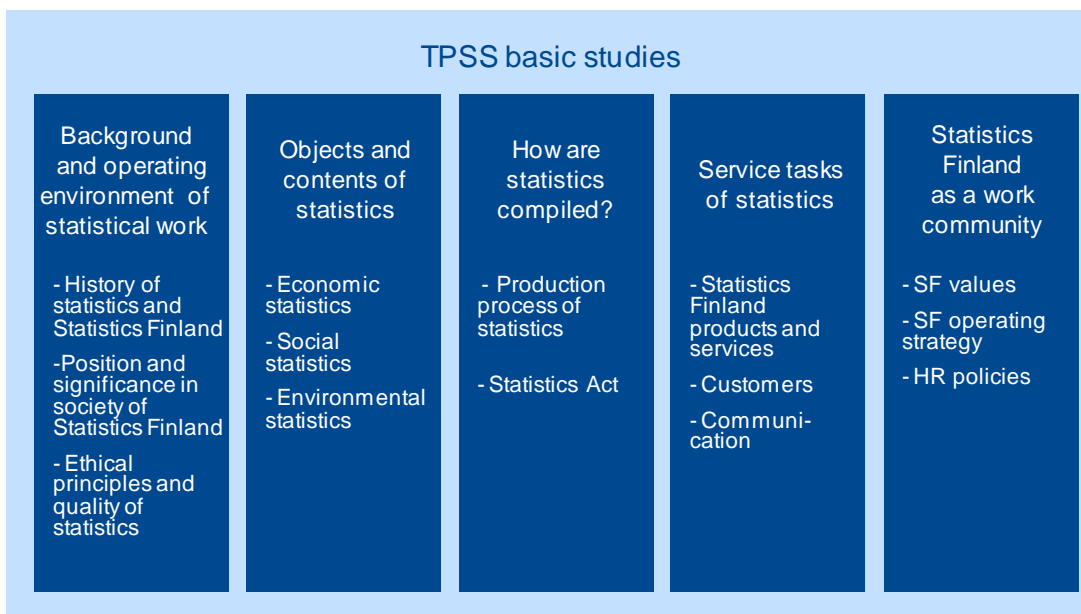 TPSS basic studies
Background
and operating
environment of
statistical work
- History of
statistics and
Statistics Finland
-Position and
significance in
society of
Statistics Finland
- Ethical
principles and
quality of
statistics
Objects and
contents of
statistics
- Economic
statistics
- Social
statistics
- Environmental
statistics
How are
statistics
compiled?
- Production
process of
statistics
- Statistics Act
Service tasks
of statistics
- Statistics
Finland
products and
services
- Customers
- Communi-
cation
Statistics
Finland
as a work
community
- SF values
- SF operating
strategy
- HR policies